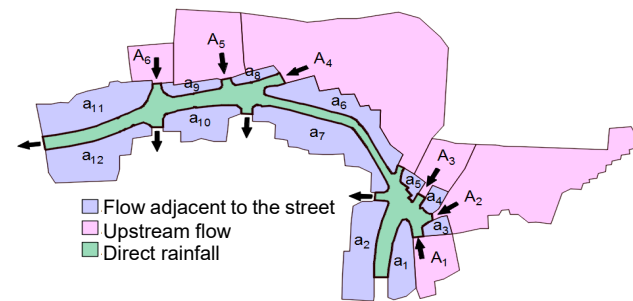 A₅
A₆
A₄
a₈
a₉
a₁₁
a₆
a₁₀
a₇
a₁₂
A₃
a₅
a₄
A₂
a₃
a₂
a₁
A₁
Flow adjacent to the street
Upstream flow
Direct rainfall